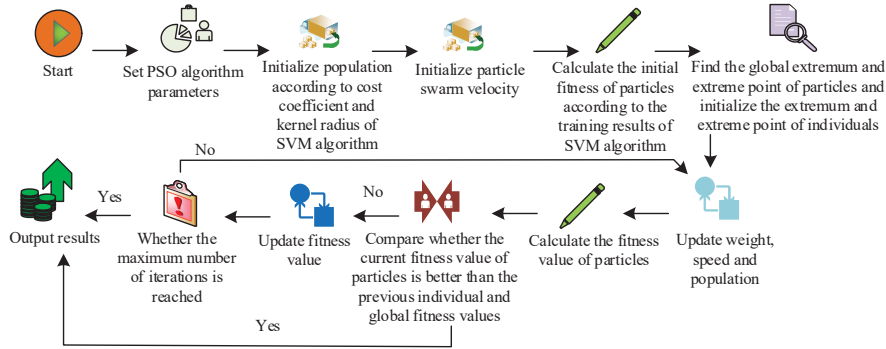 Start
Set PSO algorithm
parameters
Initialize population
according to cost
coefficient and
kernel radius of
SVM algorithm
Initialize particle
swarm velocity
Calculate the initial
fitness of particles
according to the
training results of
SVM algorithm
Find the global extremum and
extreme point of particles and
initialize the extremum and
extreme point of individuals
No
Update weight,
speed and
population
Calculate the fitness
value of particles
Compare whether the
current fitness value of
particles is better than the
previous individual and
global fitness values
No
Update fitness
value
Whether the
maximum number
of iterations is
reached
Yes
Output results
Yes